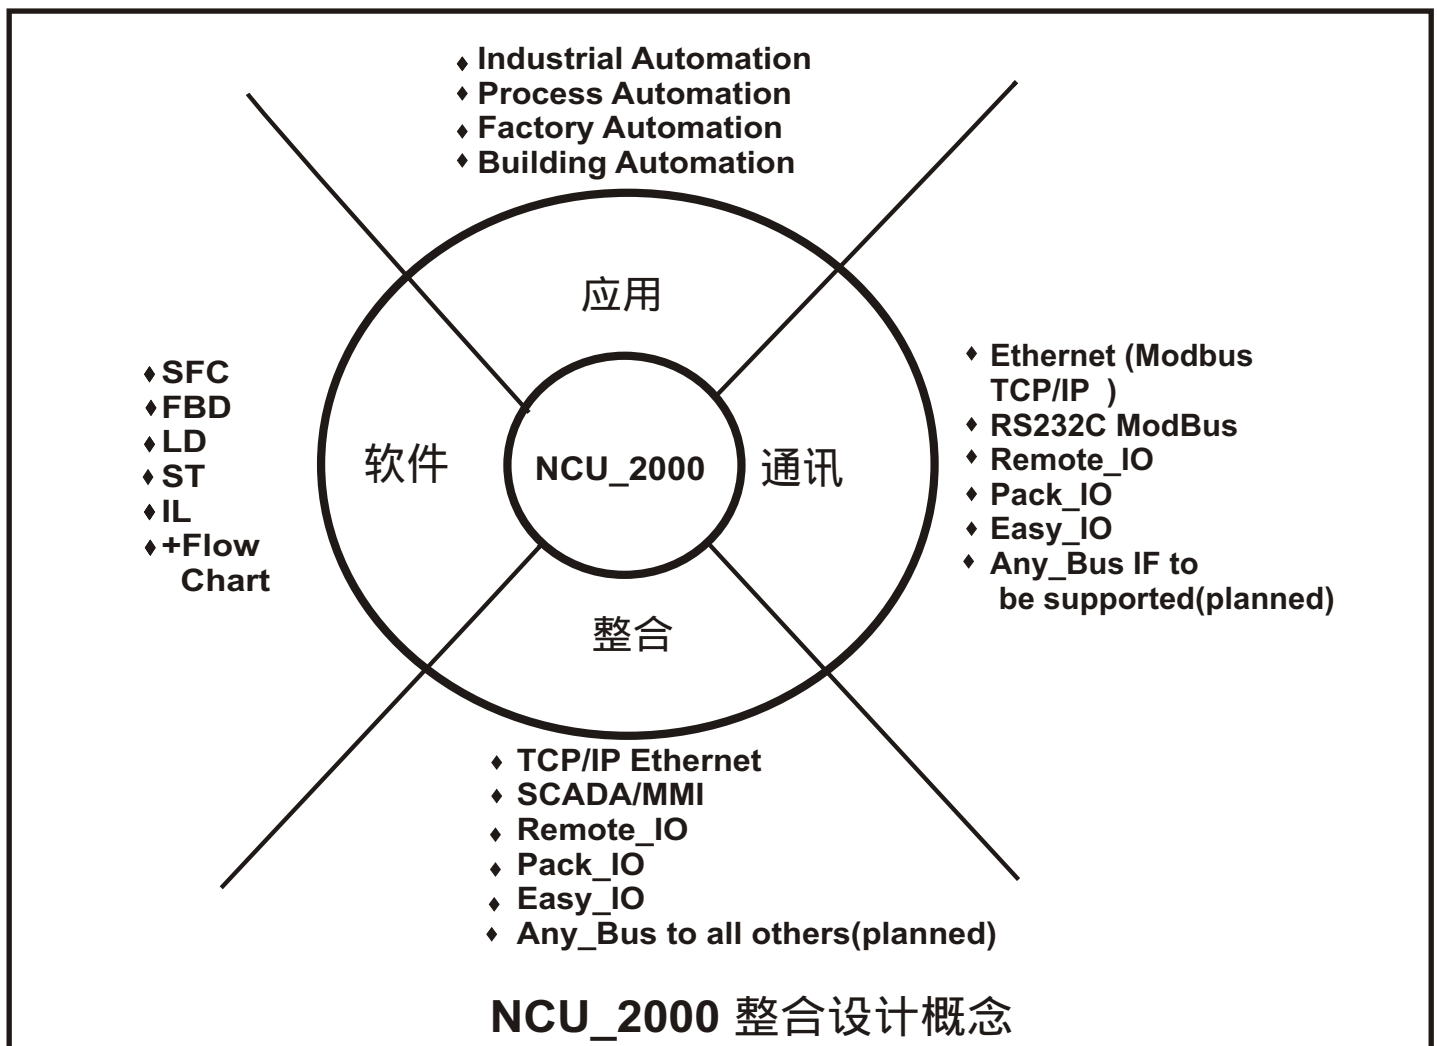 ♦ Industrial Automation
♦ Process Automation
♦ Factory Automation
♦ Building Automation
应用
♦ SFC
♦ FBD
♦ LD
♦ ST
♦ IL
♦ +Flow
Chart
软件
NCU_2000
通讯
♦ Ethernet (Modbus
TCP/IP )
♦ RS232C ModBus
♦ Remote_IO
♦ Pack_IO
♦ Easy_IO
♦ Any_Bus IF to
be supported(planned)
整合
♦ TCP/IP Ethernet
♦ SCADA/MMI
♦ Remote_IO
♦ Pack_IO
♦ Easy_IO
♦ Any_Bus to all others(planned)
NCU_2000 整合设计概念